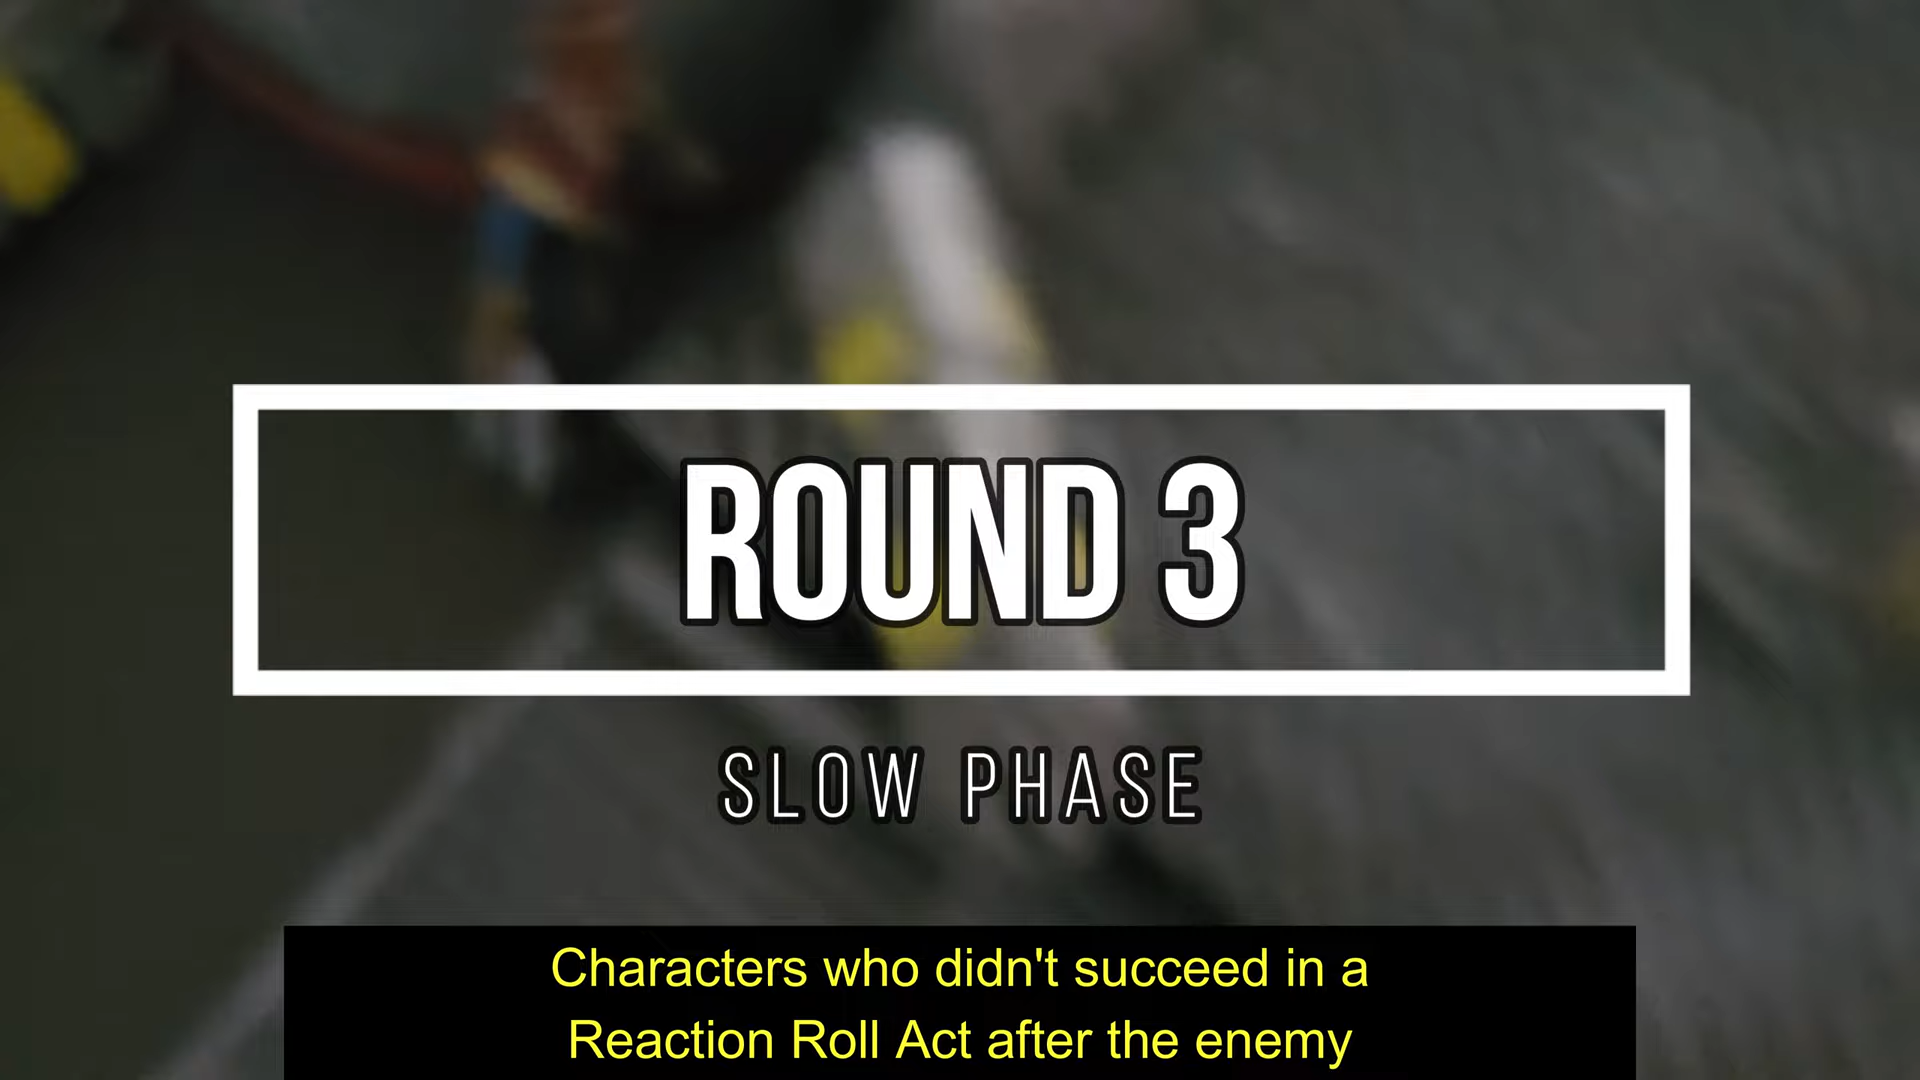 ROUND 3
SLOW PHASE
Characters who didn't succeed in a
Reaction Roll Act after the enemy